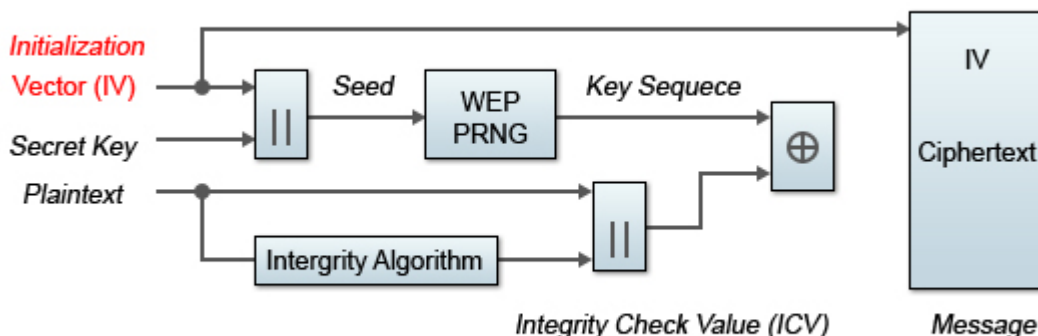 Initialization
Vector (IV)
Secret Key
Plaintext
||
Seed
WEP
PRNG
Key Sequece
Intergrity Algorithm
||
IV
Ciphertext
Integrity Check Value (ICV)
Message